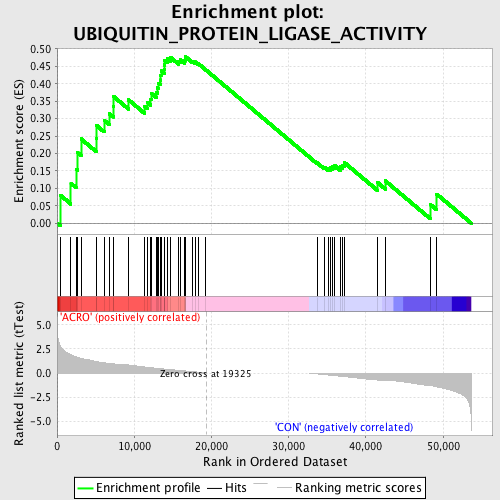 Enrichment plot:
UBIQUITIN_PROTEIN_LIGASE_ACTIVITY
Enrichment score (ES)
0.50
0.45
0.40
0.35
0.30
0.25
0.20
0.15
0.10
0.05
0.00
Ranked list metric (tTest)
5.0
2.5
0.0
-2.5
-5.0
'ACRO' (positively correlated)
Zero cross at 19325
'CON' (negatively correlated)
0 10,000 20,000 30,000 40,000 50,000
Rank in Ordered Dataset
Enrichment profile Hits Ranking metric scores